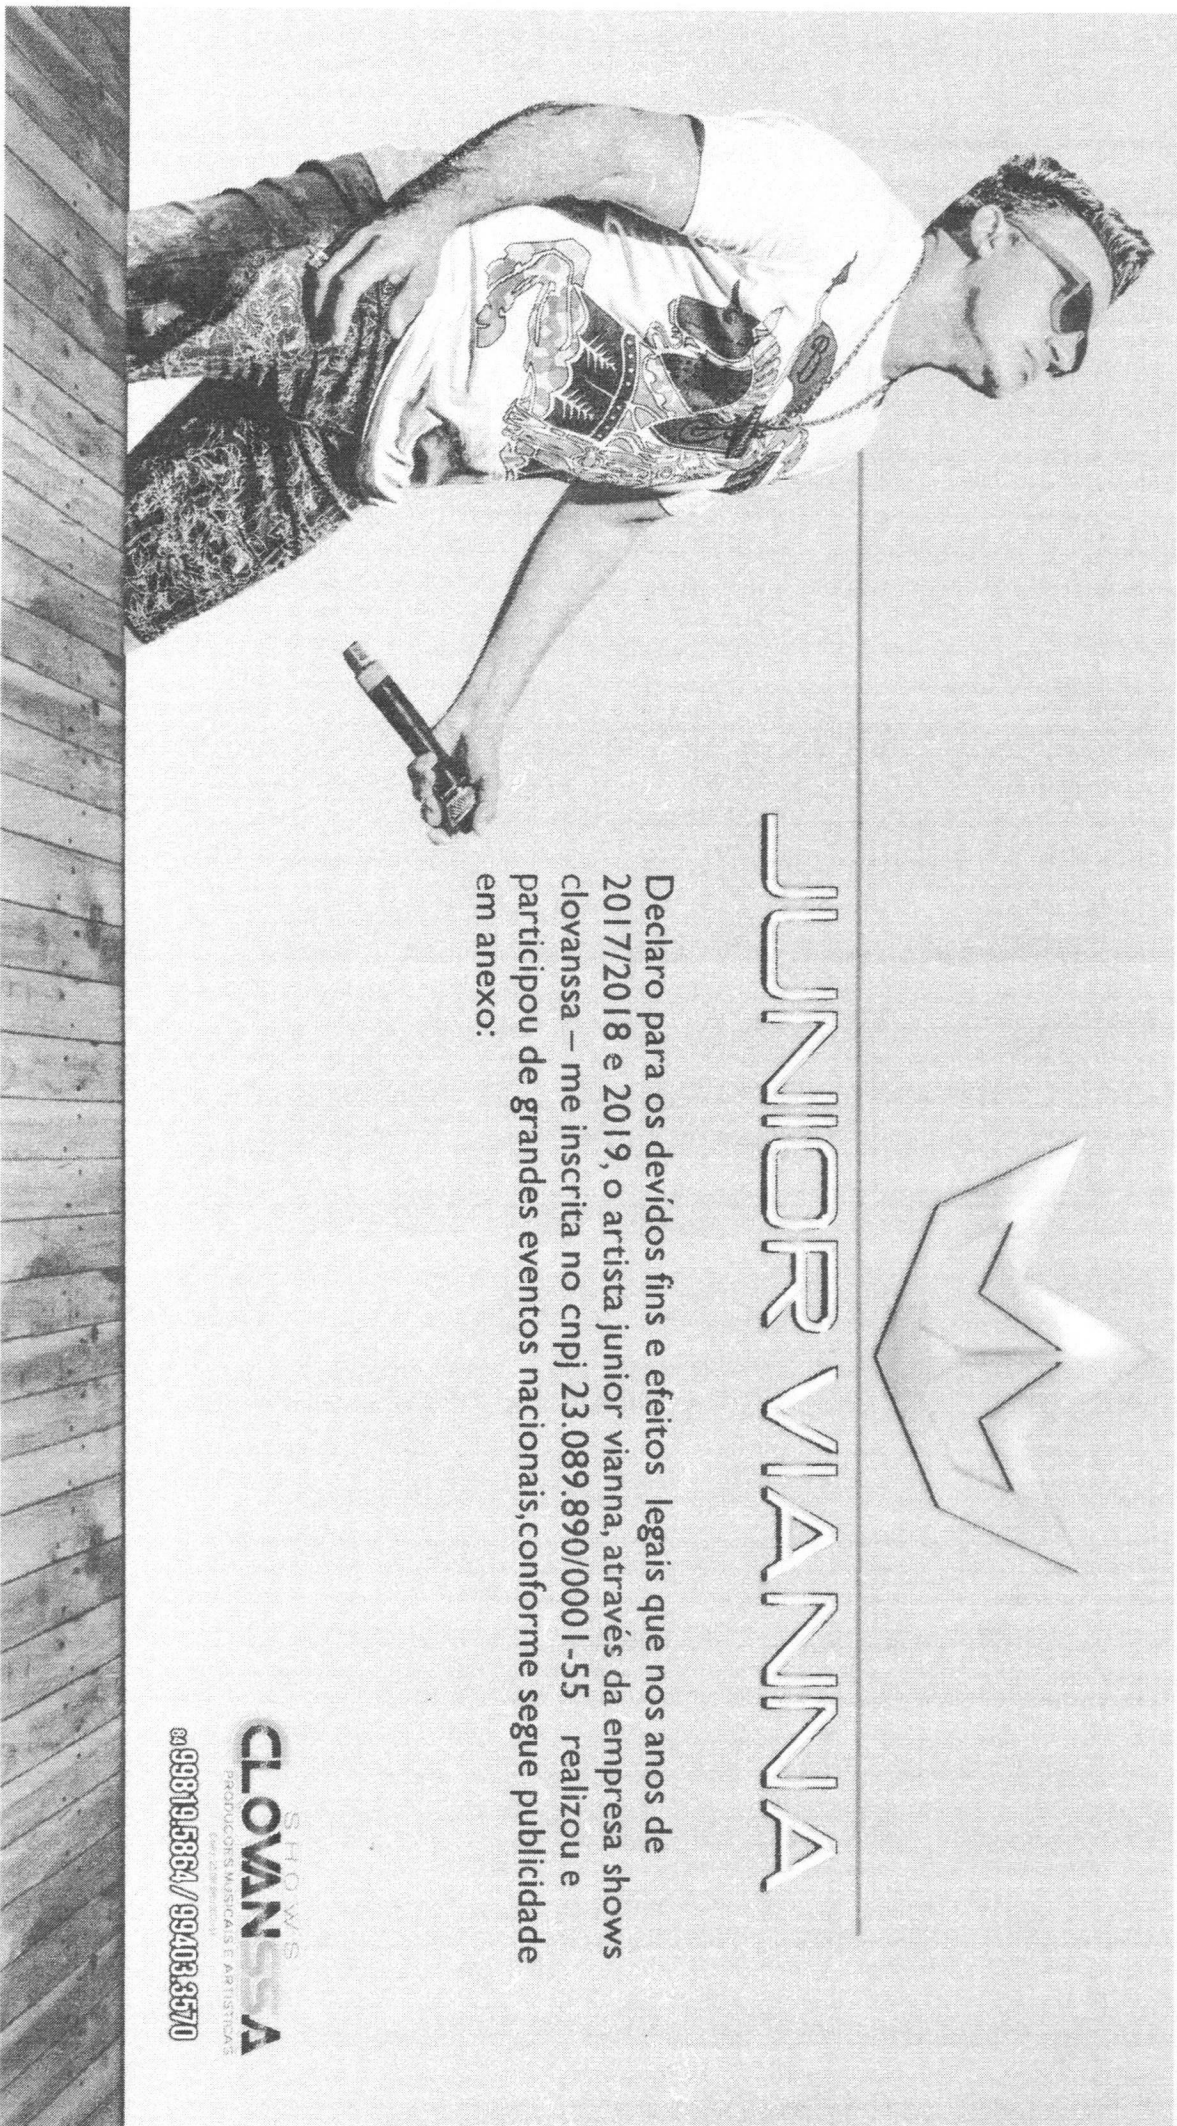 JUNIOR VIANNA
Declaro para os devídos fins e efeitos legais que nos anos de
2017/2018 e 2019, o artista junior vianna, através da empresa shows
clovanssa – me inscrita no cnpj 23.089.890/0001-55 realizou e
participou de grandes eventos nacionais,conforme segue publicidade
em anexo:
SHOWS
CLOVANSSA
PRODUÇÕES MUSICAIS E ARTISTICAS
84 99819.5864 / 99403.3570